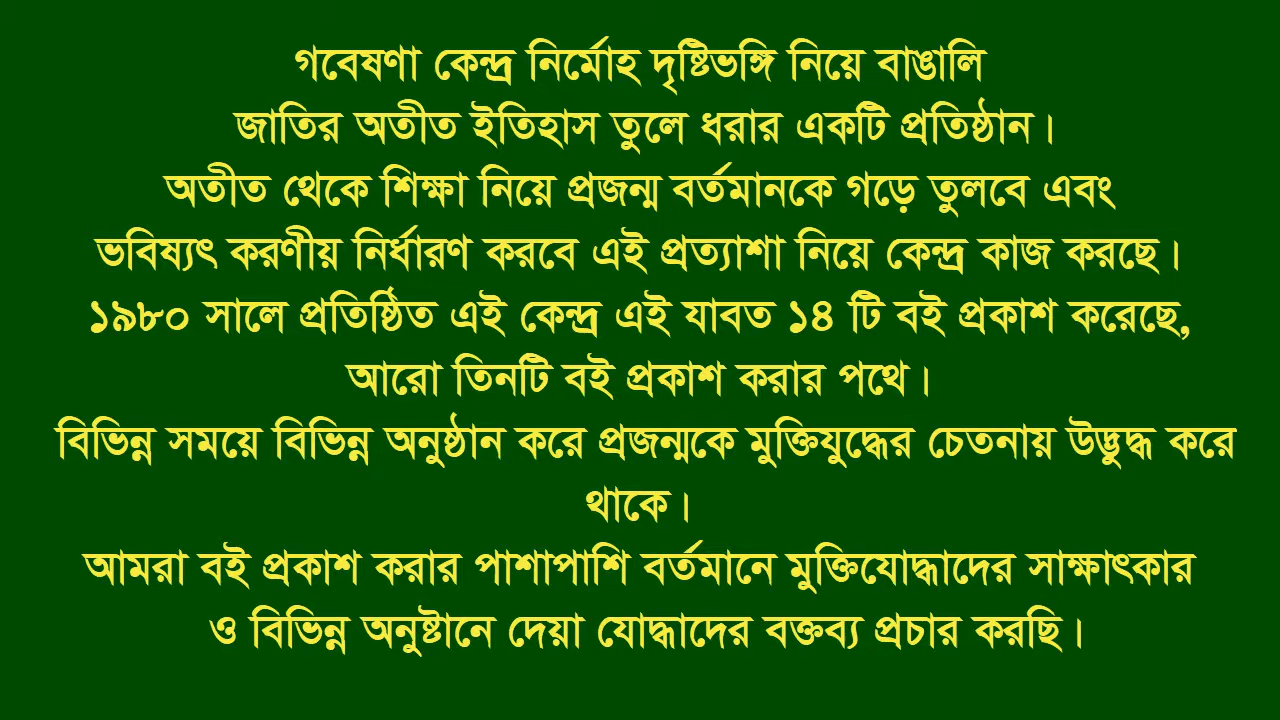 গবেষণা কেন্দ্র নির্মোহ দৃষ্টিভঙ্গি নিয়ে বাঙালি
জাতির অতীত ইতিহাস তুলে ধরার একটি প্রতিষ্ঠান।
অতীত থেকে শিক্ষা নিয়ে প্রজন্ম বর্তমানকে গড়ে তুলবে এবং
ভবিষ্যৎ করণীয় নির্ধারণ করবে এই প্রত্যাশা নিয়ে কেন্দ্র কাজ করছে।
১৯৮০ সালে প্রতিষ্ঠিত এই কেন্দ্র এই যাবত ১৪ টি বই প্রকাশ করেছে,
আরো তিনটি বই প্রকাশ করার পথে।
বিভিন্ন সময়ে বিভিন্ন অনুষ্ঠান করে প্রজন্মকে মুক্তিযুদ্ধের চেতনায় উদ্ভুদ্ধ করে
থাকে।
আমরা বই প্রকাশ করার পাশাপাশি বর্তমানে মুক্তিযোদ্ধাদের সাক্ষাৎকার
ও বিভিন্ন অনুষ্টানে দেয়া যোদ্ধাদের বক্তব্য প্রচার করছি।